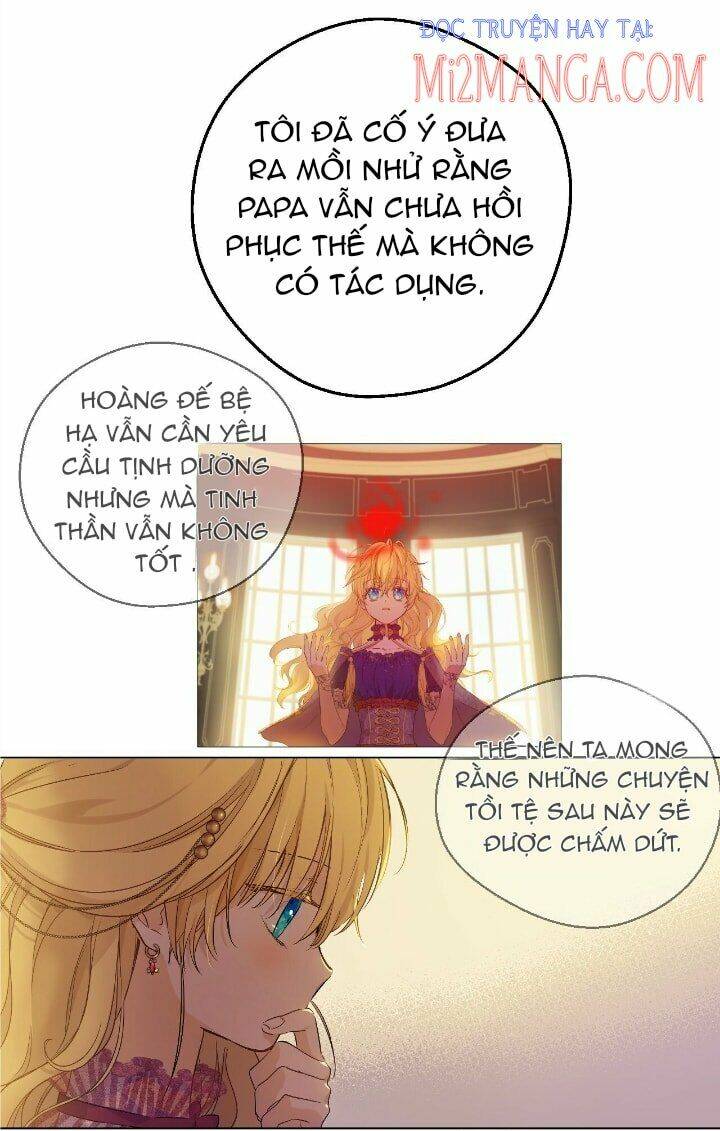 ĐỌC TRUYỆN HAY TẠI:
Mi2MANGA.COM
TÔI ĐÃ CỐ Ý ĐƯA
RA MỒI NHỬ RẰNG
PAPA VẪN CHƯA HỒI
PHỤC THẾ MÀ KHÔNG
CÓ TÁC DỤNG.
HOÀNG ĐẾ BỆ
HẠ VẪN CẦN YÊU
CẦU TỊNH DƯỠNG
NHƯNG MÀ TINH
THẦN VẪN KHÔNG
TỐT .
THẾ NÊN TA MONG
RẰNG NHỮNG CHUYỆN
TỒI TỆ SAU NÀY SẼ
ĐƯỢC CHẤM DỨT.